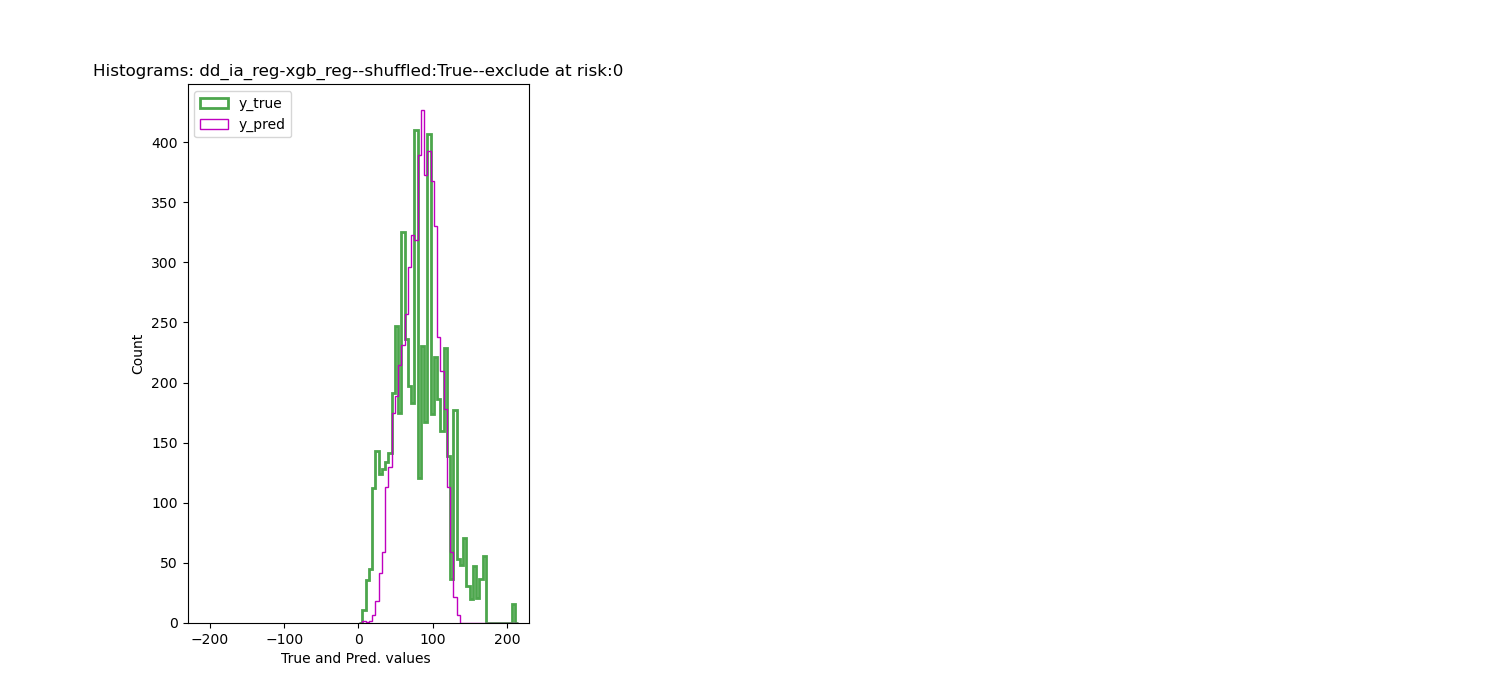 Histograms: dd_ia_reg-xgb_reg--shuffled:True--exclude at risk:0
y_true
y_pred
400
350
300
250
200
150
100
50
0
Count
−200
−100
0
100
200
True and Pred. values